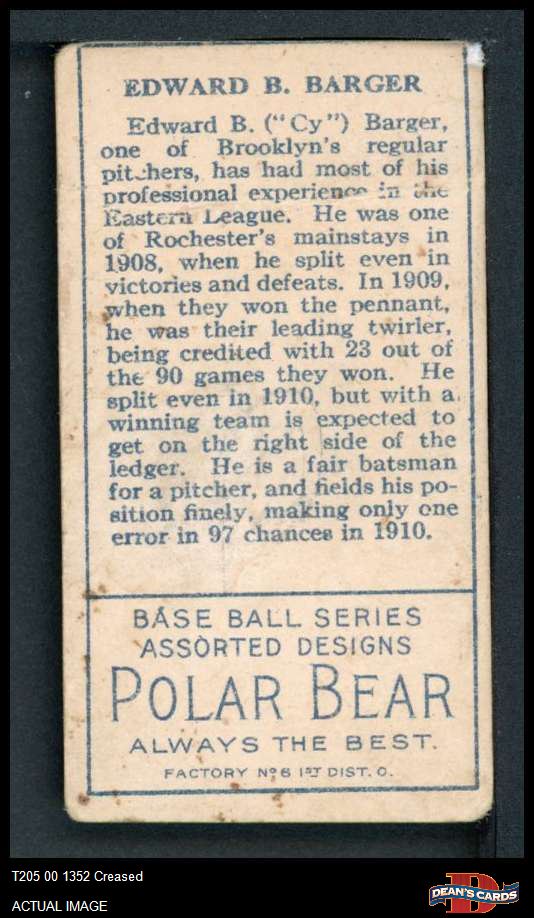 EDWARD B. BARGER
Edward B. ("Cy") Barger,
one of Brooklyn's regular
pitchers, has had most of his
professional experience in the
Eastern League. He was one
of Rochester's mainstays in
1908, when he split even in
victories and defeats. In 1909,
when they won the pennant,
he was their leading twirler,
being credited with 23 out of
the 90 games they won. He
split even in 1910, but with a
winning team is expected to
get on the right side of the
ledger. He is a fair batsman
for a pitcher, and fields his po-
sition finely, making only one
error in 97 chances in 1910.
BASE BALL SERIES
ASSORTED DESIGNS
POLAR BEAR
ALWAYS THE BEST.
FACTORY No 6 1ST DIST. O.
T205 00 1352 Creased
ACTUAL IMAGE
DEAN'S CARDS